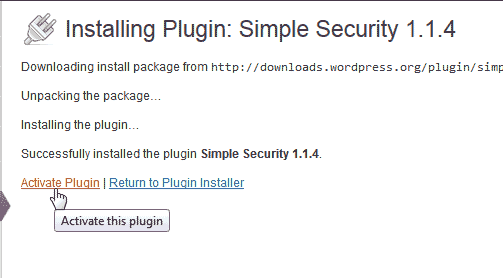 Installing Plugin: Simple Security 1.1.4
Downloading install package from http://downloads.wordpress.org/plugin/simp
Unpacking the package…
Installing the plugin…
Successfully installed the plugin Simple Security 1.1.4.
Activate Plugin | Return to Plugin Installer
Activate this plugin